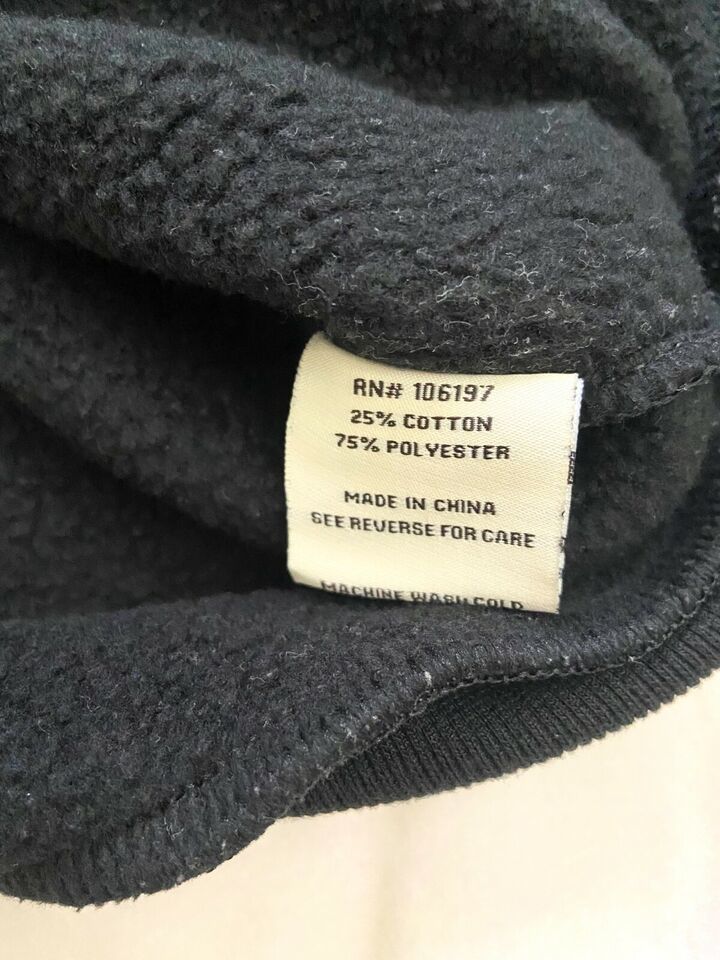 RN# 106197
25% COTTON
75% POLYESTER
MADE IN CHINA
SEE REVERSE FOR CARE
MACHINE WASH COLD